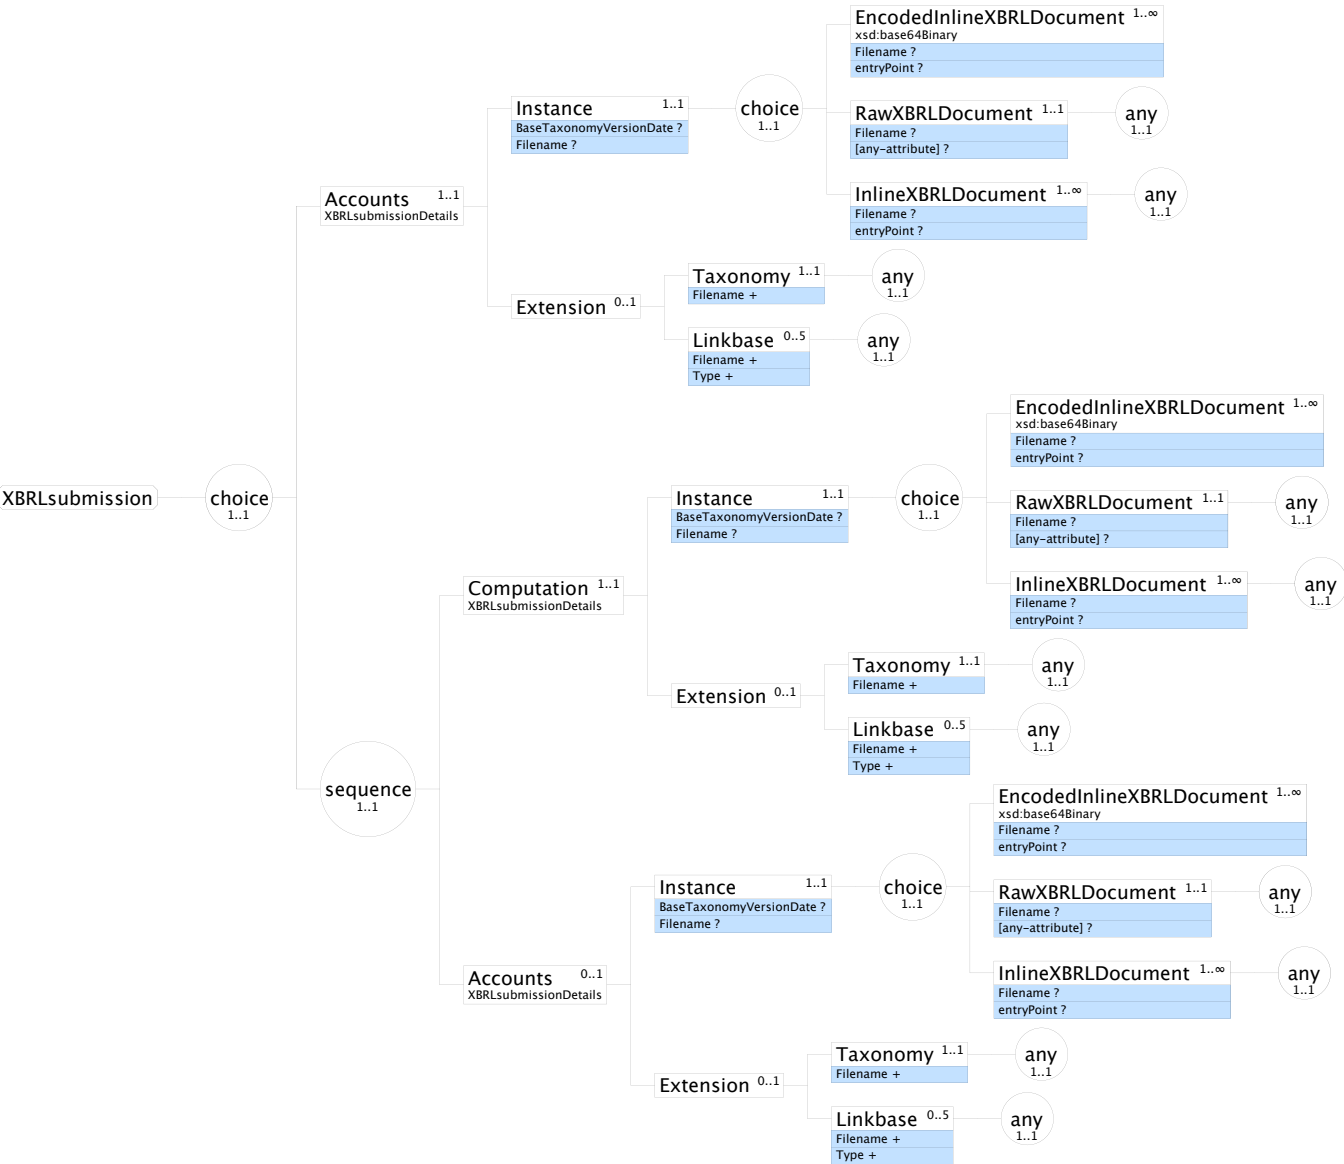 EncodedInlineXBRLDocument 1..∞
xsd:base64Binary
Filename ?
entryPoint ?
Instance 1..1
BaseTaxonomyVersionDate ?
Filename ?
choice
1..1
RawXBRLDocument 1..1
Filename ?
[any-attribute] ?
any
1..1
InlineXBRLDocument 1..∞
Filename ?
entryPoint ?
any
1..1
Accounts 1..1
XBRLsubmissionDetails
Taxonomy 1..1
Filename +
any
1..1
Extension 0..1
Linkbase 0..5
Filename +
Type +
any
1..1
XBRLsubmission
choice
1..1
EncodedInlineXBRLDocument 1..∞
xsd:base64Binary
Filename ?
entryPoint ?
Instance 1..1
BaseTaxonomyVersionDate ?
Filename ?
choice
1..1
RawXBRLDocument 1..1
Filename ?
[any-attribute] ?
any
1..1
InlineXBRLDocument 1..∞
Filename ?
entryPoint ?
any
1..1
Computation 1..1
XBRLsubmissionDetails
Taxonomy 1..1
Filename +
any
1..1
Extension 0..1
Linkbase 0..5
Filename +
Type +
any
1..1
sequence
1..1
EncodedInlineXBRLDocument 1..∞
xsd:base64Binary
Filename ?
entryPoint ?
Instance 1..1
BaseTaxonomyVersionDate ?
Filename ?
choice
1..1
RawXBRLDocument 1..1
Filename ?
[any-attribute] ?
any
1..1
InlineXBRLDocument 1..∞
Filename ?
entryPoint ?
any
1..1
Accounts 0..1
XBRLsubmissionDetails
Taxonomy 1..1
Filename +
any
1..1
Extension 0..1
Linkbase 0..5
Filename +
Type +
any
1..1